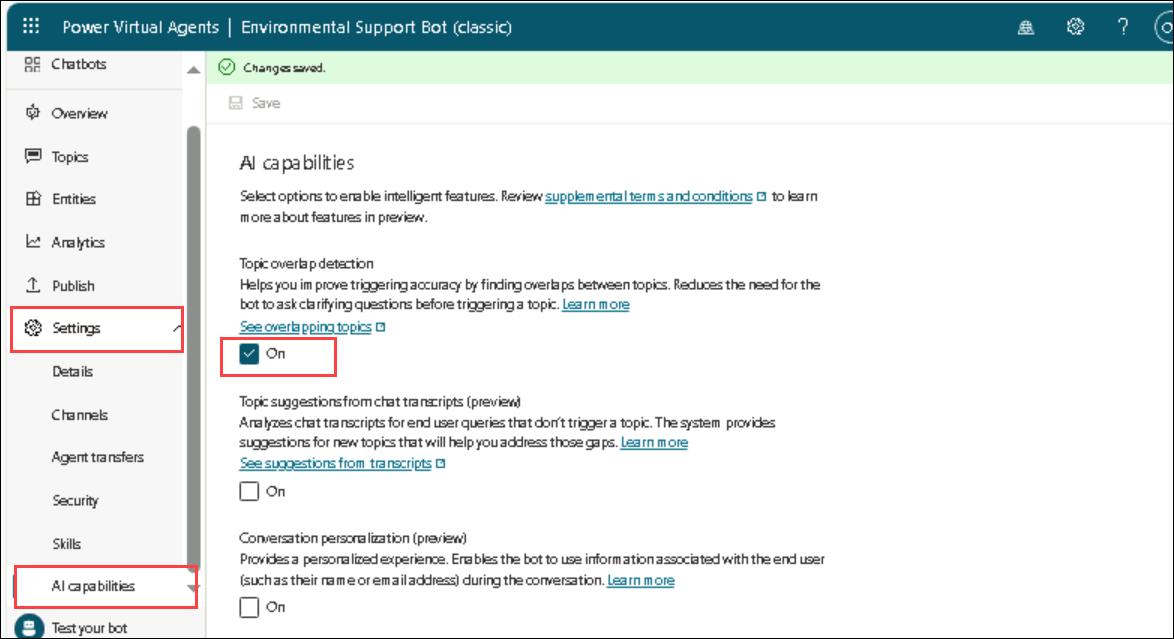 Power Virtual Agents | Environmental Support Bot (classic)
?
Chatbots
Overview
Topics
Entities
Analytics
Publish
Settings
Details
Channels
Agent transfers
Security
Skills
AI capabilities
Test your bot
Changes saved.
Save
AI capabilities
Select options to enable intelligent features. Review supplemental terms and conditions to learn
more about features in preview.
Topic overlap detection
Helps you improve triggering accuracy by finding overlaps between topics. Reduces the need for the
bot to ask clarifying questions before triggering a topic. Learn more
See overlapping topics
On
Topic suggestions from chat transcripts (preview)
Analyzes chat transcripts for end user queries that don't trigger a topic. The system provides
suggestions for new topics that will help you address those gaps. Learn more
See suggestions from transcripts
On
Conversation personalization (preview)
Provides a personalized experience. Enables the bot to use information associated with the end user
(such as their name or email address) during the conversation. Learn more
On